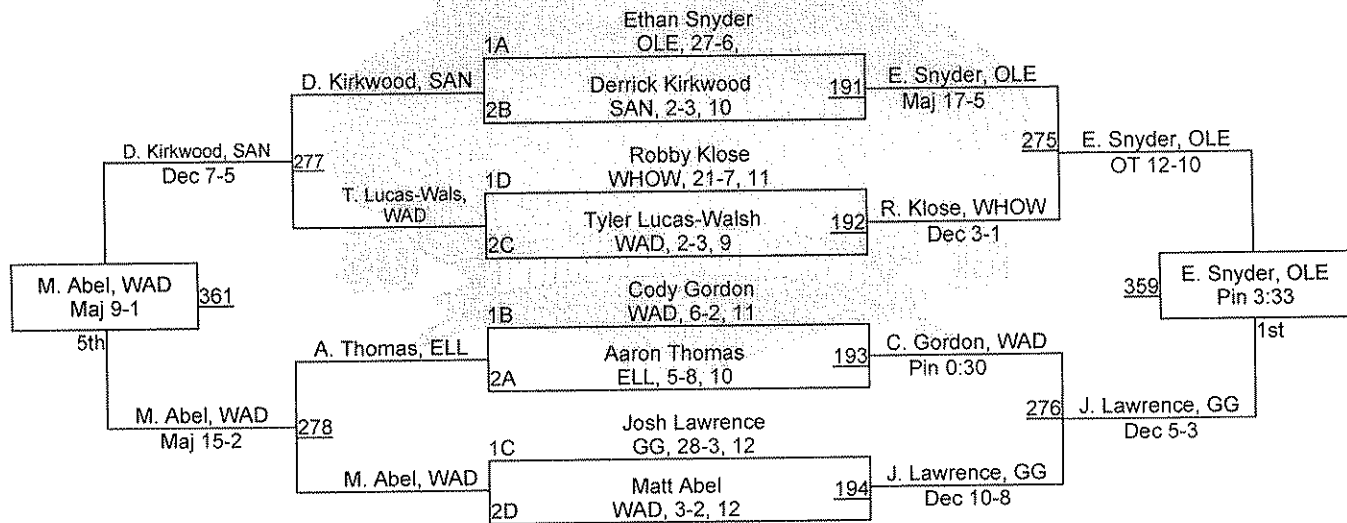 Ethan Snyder
1A
OLE, 27-6,
D. Kirkwood, SAN
Derrick Kirkwood
191
E. Snyder, OLE
2B
SAN, 2-3, 10
Maj 17-5
D. Kirkwood, SAN
277
Robby Klose
275
E. Snyder, OLE
Dec 7-5
1D
WHOW, 21-7, 11
OT 12-10
T. Lucas-Wals,
WAD
Tyler Lucas-Walsh
192
R. Klose, WHOW
2C
WAD, 2-3, 9
Dec 3-1
M. Abel, WAD
361
Cody Gordon
359
E. Snyder, OLE
Maj 9-1
1B
WAD, 6-2, 11
Pin 3:33
5th
1st
A. Thomas, ELL
Aaron Thomas
193
C. Gordon, WAD
2A
ELL, 5-8, 10
Pin 0:30
M. Abel, WAD
278
Josh Lawrence
276
J. Lawrence, GG
Maj 15-2
1C
GG, 28-3, 12
Dec 5-3
M. Abel, WAD
Matt Abel
194
J. Lawrence, GG
2D
WAD, 3-2, 12
Dec 10-8